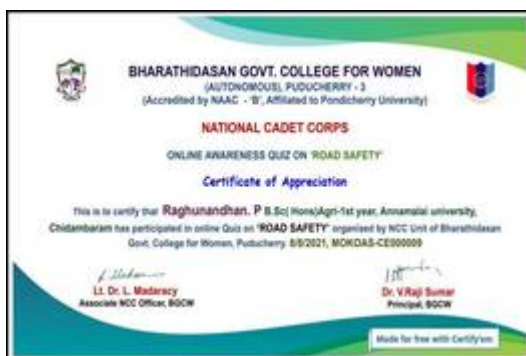 BHARATHIDASAN GOVT. COLLEGE FOR WOMEN
(AUTONOMOUS), PUDUCHERRY - 3
(Accredited by NAAC - 'B', Affiliated to Pondicherry University)
NATIONAL CADET CORPS
ONLINE AWARENESS QUIZ ON 'ROAD SAFETY'
Certificate of Appreciation
This is to certify that Raghunandhan. P B.Sc( Hons)Agri-1st year, Annamalai university,
Chidambaram has participated in online Quiz on 'ROAD SAFETY' organised by NCC Unit of Bharathidasan
Govt. College for Women, Puducherry. 8/8/2021, MOKOAS-CE000009
Lt. Dr. L. Madaracy
Associate NCC Officer, BGCW
Dr. V.Raji Sumar
Principal, BGCW
Made for free with Certify'em